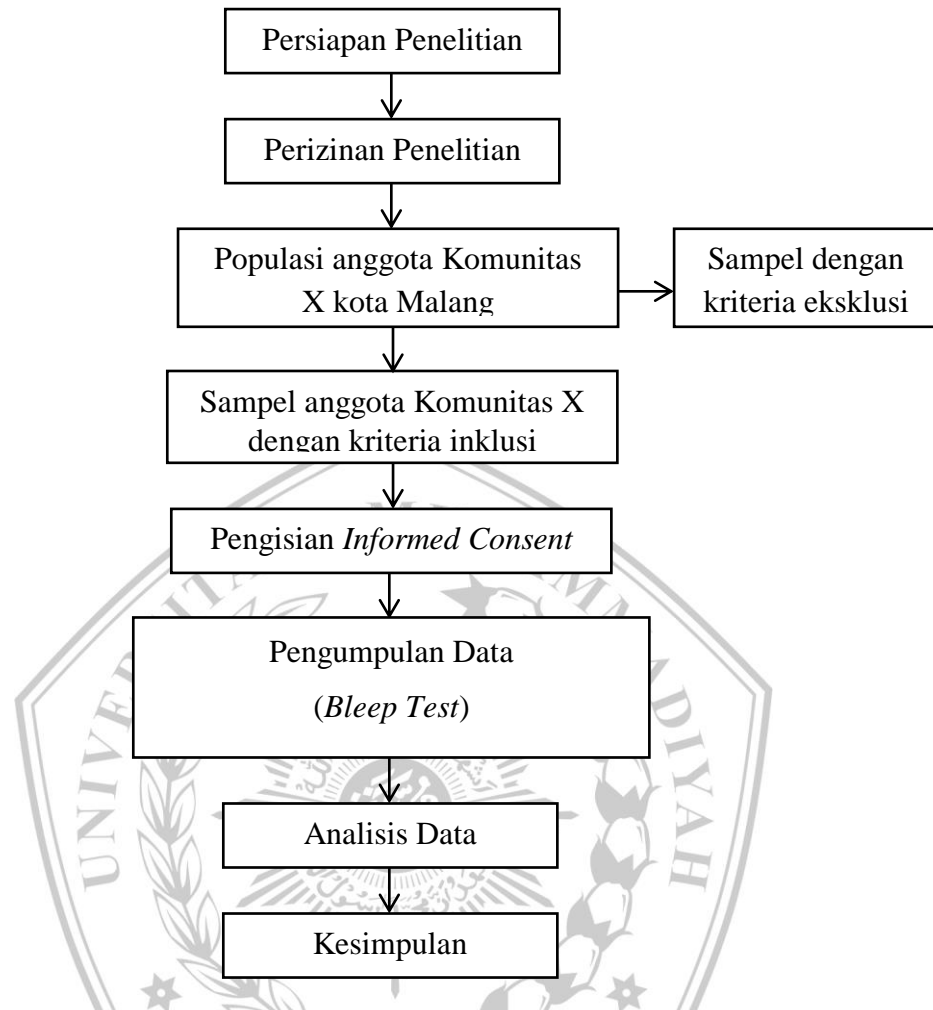 Persiapan Penelitian
Perizinan Penelitian
Populasi anggota Komunitas
X kota Malang
Sampel dengan
kriteria eksklusi
Sampel anggota Komunitas X
dengan kriteria inklusi
Pengisian Informed Consent
Pengumpulan Data
(Bleep Test)
Analisis Data
Kesimpulan